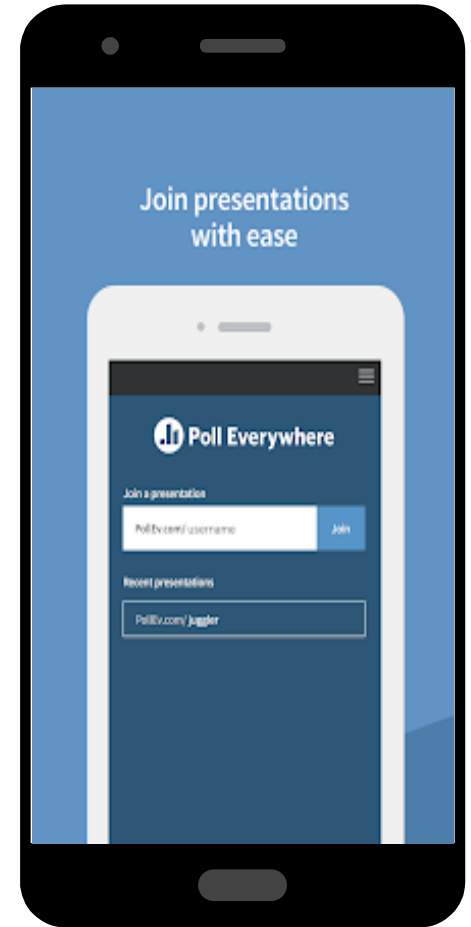 Join presentations
with ease
Poll Everywhere
Join a presentation
PollEv.com/ username
Join
Recent presentations
PollEv.com/ juggler